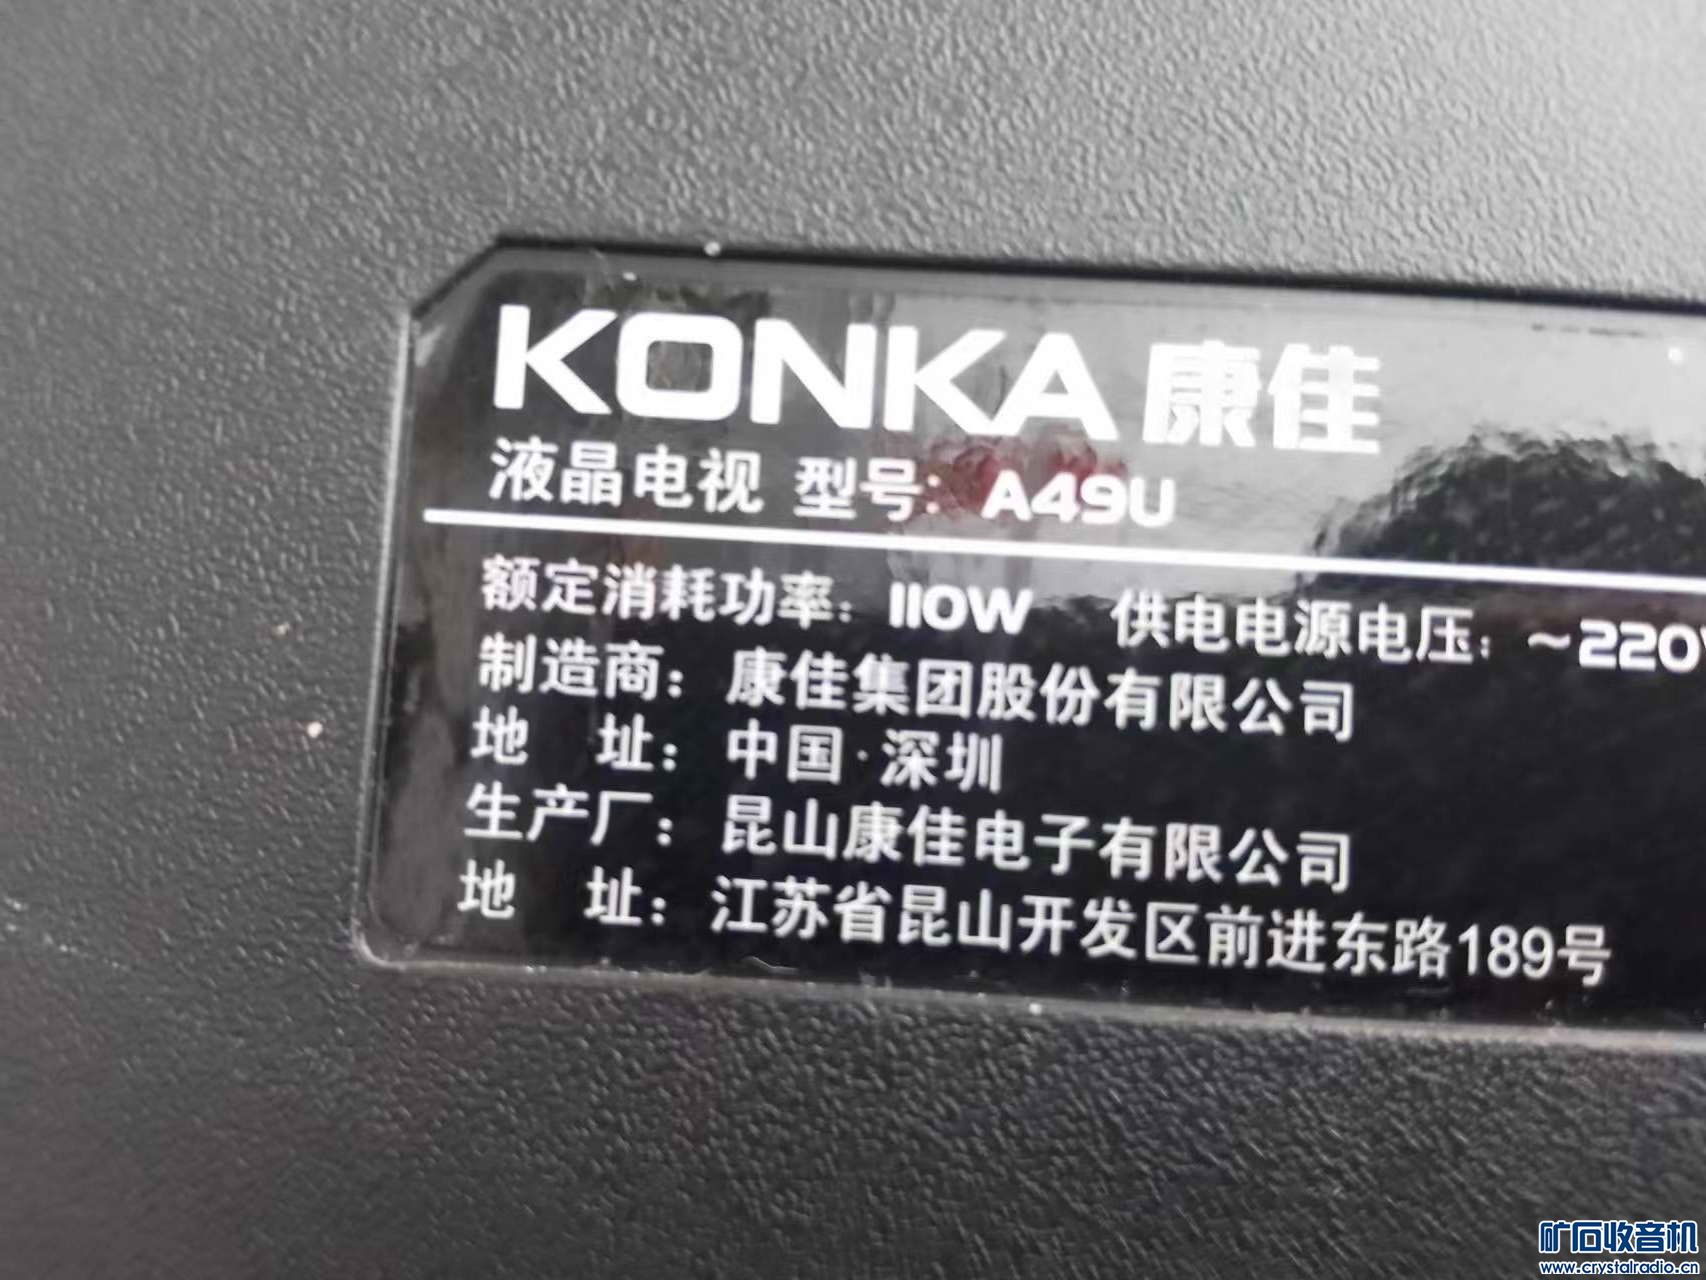 KONKA 康佳
液晶电视 型号: A49U
额定消耗功率: 110W 供电电源电压: ~220V
制造商: 康佳集团股份有限公司
地 址: 中国·深圳
生产厂: 昆山康佳电子有限公司
地 址: 江苏省昆山开发区前进东路189号
矿石收音机
www.crystalradio.cn